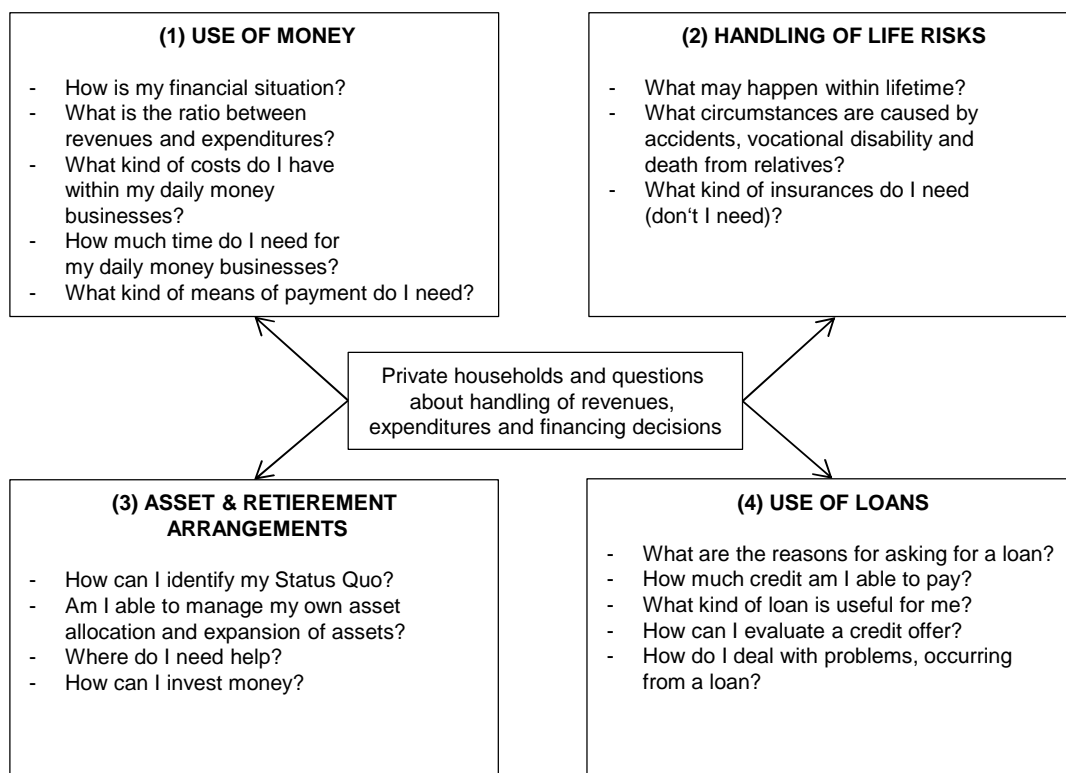 (1) USE OF MONEY
- How is my financial situation?
- What is the ratio between
revenues and expenditures?
- What kind of costs do I have
within my daily money
businesses?
- How much time do I need for
my daily money businesses?
- What kind of means of payment do I need?
(2) HANDLING OF LIFE RISKS
- What may happen within lifetime?
- What circumstances are caused by
accidents, vocational disability and
death from relatives?
- What kind of insurances do I need
(don‘t I need)?
Private households and questions
about handling of revenues,
expenditures and financing decisions
(3) ASSET & RETIEREMENT
ARRANGEMENTS
- How can I identify my Status Quo?
- Am I able to manage my own asset
allocation and expansion of assets?
- Where do I need help?
- How can I invest money?
(4) USE OF LOANS
- What are the reasons for asking for a loan?
- How much credit am I able to pay?
- What kind of loan is useful for me?
- How can I evaluate a credit offer?
- How do I deal with problems, occurring
from a loan?